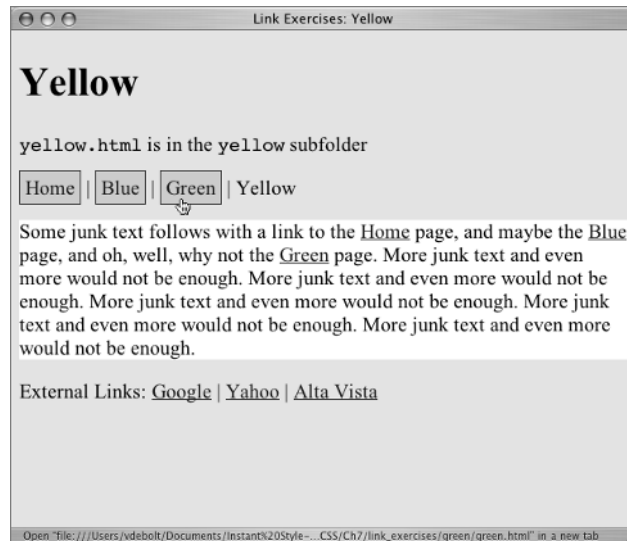 Link Exercises: Yellow
Yellow
yellow.html is in the yellow subfolder
Home | Blue | Green | Yellow
Some junk text follows with a link to the Home page, and maybe the Blue
page, and oh, well, why not the Green page. More junk text and even
more would not be enough. More junk text and even more would not be
enough. More junk text and even more would not be enough. More junk
text and even more would not be enough. More junk text and even more
would not be enough.
External Links: Google | Yahoo | Alta Vista
Open "file:///Users/vdebolt/Documents/Instant%20Style-...CSS/Ch7/link_exercises/green/green.html" in a new tab